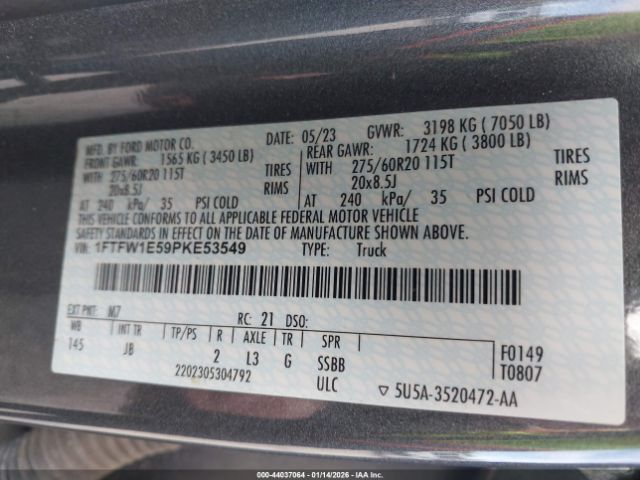 MFD. BY FORD MOTOR CO. DATE: 05/23 GVWR: 3198 KG ( 7050 LB)
FRONT GAWR: 1565 KG ( 3450 LB) REAR GAWR: 1724 KG ( 3800 LB)
WITH 275/60R20 115T TIRES WITH 275/60R20 115T TIRES
20x8.5J RIMS 20x8.5J RIMS
AT 240 kPa/ 35 PSI COLD AT 240 kPa/ 35 PSI COLD
THIS VEHICLE CONFORMS TO ALL APPLICABLE FEDERAL MOTOR VEHICLE
SAFETY STANDARDS IN EFFECT ON THE DATE OF MANUFACTURE SHOWN ABOVE.
VIN: 1FTFW1E59PKE53549 TYPE: Truck
EXT PNT: M7 RC: 21 DSO:
WB INT TR TP/PS R AXLE TR SPR
145 JB 2 L3 G SSBB F0149
2202305304792 ULC T0807
▽ 5U5A-3520472-AA
IAA 000-44037064 | 01/14/2026 | ©IAA, Inc.